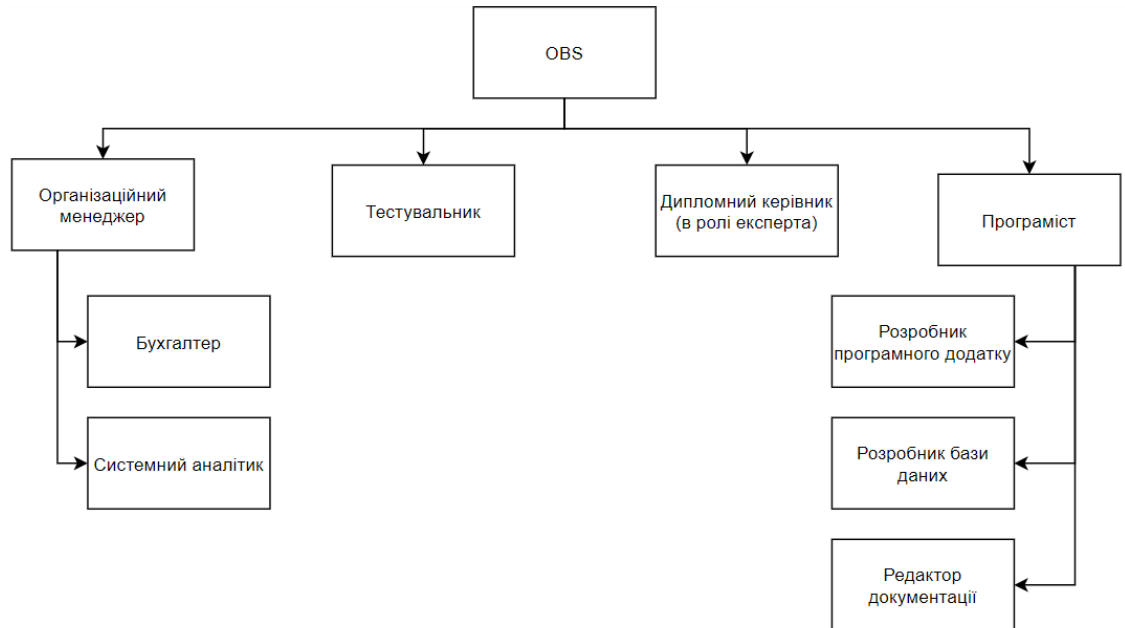 OBS
Організаційний
менеджер
Тестувальник
Дипломний керівник
(в ролі експерта)
Програміст
Бухгалтер
Системний аналітик
Розробник
програмного додатку
Розробник бази
даних
Редактор
документації